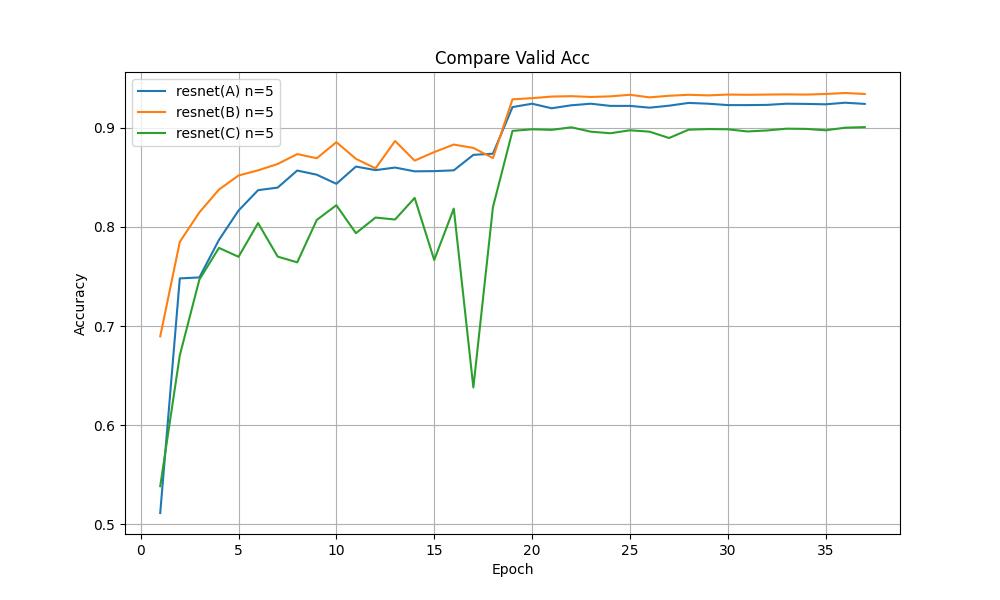 Compare Valid Acc
resnet(A) n=5
resnet(B) n=5
resnet(C) n=5
Accuracy
0.9
0.8
0.7
0.6
0.5
0 5 10 15 20 25 30 35
Epoch